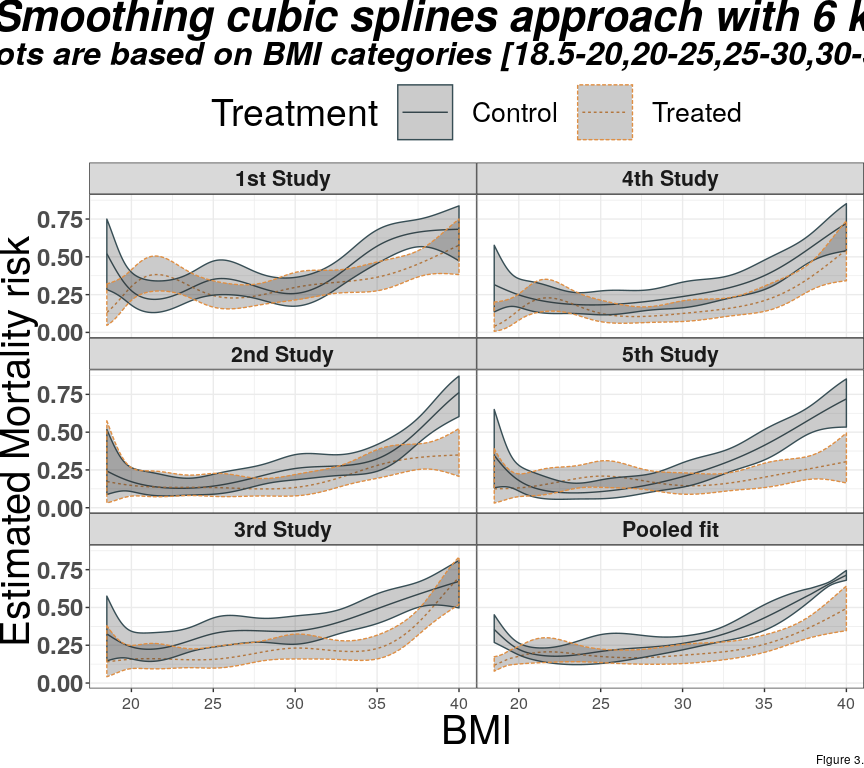 Smoothing cubic splines approach with 6
are based on BMI categories [18.5-20,20-25,25-30,30-
Treatment Control Treated
1st Study 4th Study
0.75
0.50
0.25
0.00
2nd Study 5th Study
0.75
0.50
0.25
0.00
3rd Study Pooled fit
0.75
0.50
0.25
0.00
Estimated Mortality risk
20 25 30 35 40 20 25 30 35 40
BMI
Figure 3.